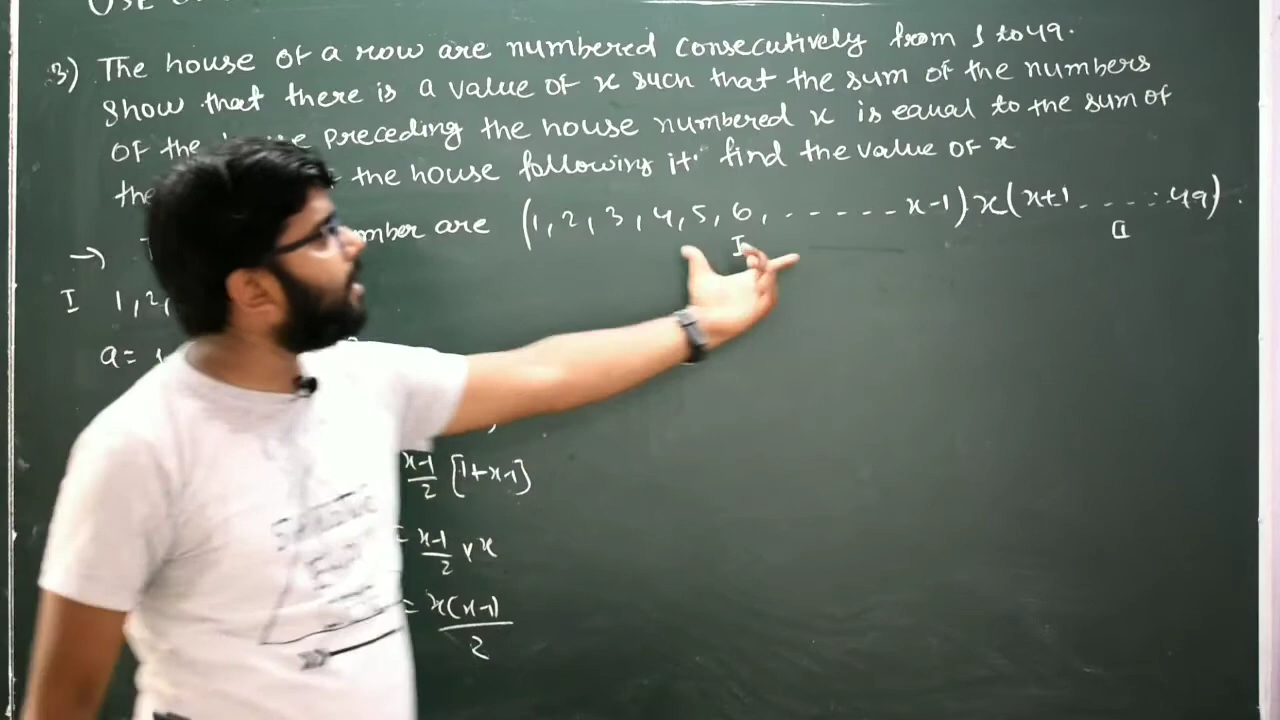 3) The house of a row are numbered consecutively from 1 to 49.
Show that there is a value of x such that the sum of the numbers
of the preceding the house numbered x is equal to the sum of
the the house following it. find the value of x
→ mber are (1, 2, 3, 4, 5, 6, ------ x-1) x (x+1 ----- 49).
I
I 1, 2,
a =
x-1/2 [1+x-1]
= x-1/2 × x
= x(x-1)/2